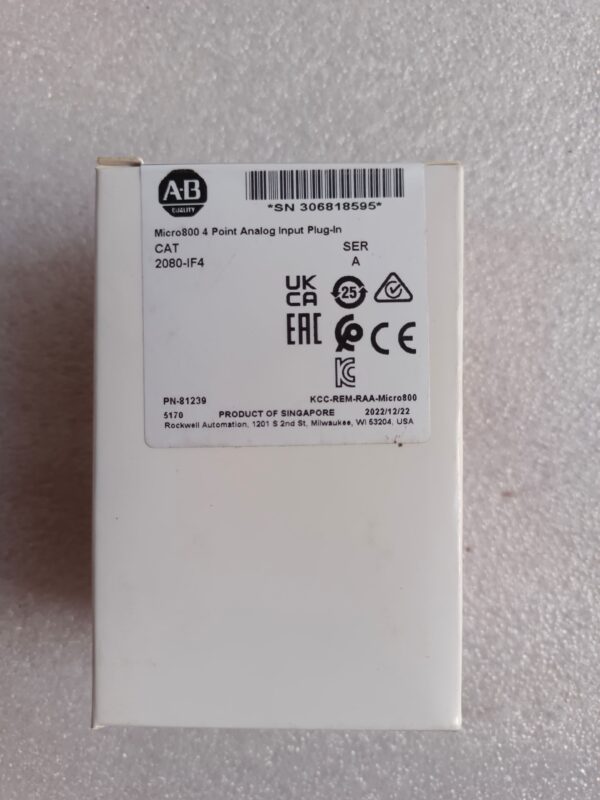 A-B
QUALITY
*SN 306818595*
Micro800 4 Point Analog Input Plug-In
CAT SER
2080-IF4 A
UK
CA
25
EAC
CE
KC
PN-81239 KCC-REM-RAA-Micro800
5170 PRODUCT OF SINGAPORE 2022/12/22
Rockwell Automation, 1201 S 2nd St, Milwaukee, WI 53204, USA